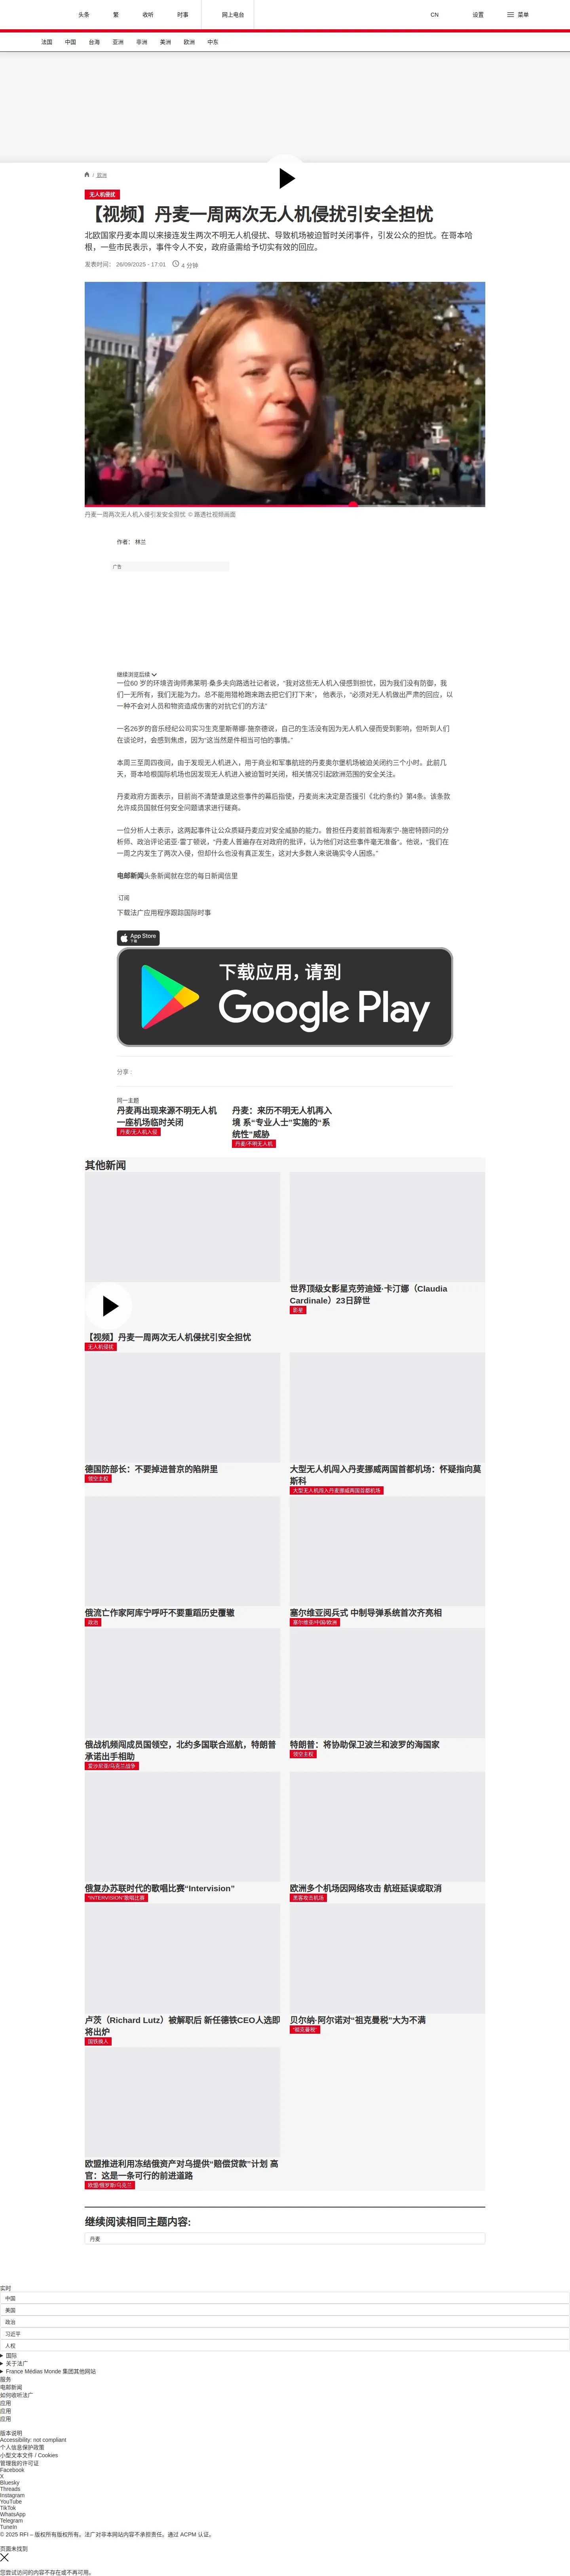 头条
繁
收听
时事
网上电台
CN
设置
菜单
法国
中国
台海
亚洲
非洲
美洲
欧洲
中东
/ 欧洲
无人机侵扰
【视频】丹麦一周两次无人机侵扰引安全担忧
北欧国家丹麦本周以来接连发生两次不明无人机侵扰、导致机场被迫暂时关闭事件，引发公众的担忧。在哥本哈
根，一些市民表示，事件令人不安，政府亟需给予切实有效的回应。
发表时间： 26/09/2025 - 17:01
4 分钟
丹麦一周两次无人机入侵引发安全担忧 © 路透社视频画面
作者： 林兰
广告
继续浏览后续
一位60 岁的环境咨询师弗莱明·桑多夫向路透社记者说，“我对这些无人机入侵感到担忧，因为我们没有防御，我
们一无所有，我们无能为力。总不能用猎枪跑来跑去把它们打下来”。 他表示，“必须对无人机做出严肃的回应，以
一种不会对人员和物资造成伤害的对抗它们的方法”
一名26岁的音乐经纪公司实习生克里斯蒂娜·施奈德说，自己的生活没有因为无人机入侵而受到影响，但听到人们
在谈论时，会感到焦虑，因为“这当然是件相当可怕的事情。”
本周三至周四夜间，由于发现无人机进入，用于商业和军事航班的丹麦奥尔堡机场被迫关闭约三个小时。此前几
天，哥本哈根国际机场也因发现无人机进入被迫暂时关闭，相关情况引起欧洲范围的安全关注。
丹麦政府方面表示，目前尚不清楚谁是这些事件的幕后指使，丹麦尚未决定是否援引《北约条约》第4条。该条款
允许成员国就任何安全问题请求进行磋商。
一位分析人士表示，这两起事件让公众质疑丹麦应对安全威胁的能力。曾担任丹麦前首相海索宁-施密特顾问的分
析师、政治评论诺亚·雷丁顿说，“丹麦人普遍存在对政府的批评，认为他们对这些事件毫无准备”。他说，“我们在
一周之内发生了两次入侵，但却什么也没有真正发生，这对大多数人来说确实令人困惑。”
电邮新闻头条新闻就在您的每日新闻信里
订阅
下载法广应用程序跟踪国际时事
App Store
下载
下载应用，请到
Google Play
分享 :
同一主题
丹麦再出现来源不明无人机
一座机场临时关闭
丹麦/无人机入侵
丹麦：来历不明无人机再入
境 系“专业人士”实施的“系
统性”威胁
丹麦/不明无人机
其他新闻
【视频】丹麦一周两次无人机侵扰引安全担忧
无人机侵扰
世界顶级女影星克劳迪娅·卡汀娜（Claudia
Cardinale）23日辞世
影星
德国防部长：不要掉进普京的陷阱里
领空主权
大型无人机闯入丹麦挪威两国首都机场：怀疑指向莫
斯科
大型无人机闯入丹麦挪威两国首都机场
俄流亡作家阿库宁呼吁不要重蹈历史覆辙
政治
塞尔维亚阅兵式 中制导弹系统首次齐亮相
塞尔维亚/中国/欧洲
俄战机频闯成员国领空，北约多国联合巡航，特朗普
承诺出手相助
爱沙尼亚/乌克兰战争
特朗普：将协助保卫波兰和波罗的海国家
领空主权
俄复办苏联时代的歌唱比赛“Intervision”
“INTERVISION”歌唱比赛
欧洲多个机场因网络攻击 航班延误或取消
黑客攻击机场
卢茨（Richard Lutz）被解职后 新任德铁CEO人选即
将出炉
国铁换人
贝尔纳·阿尔诺对“祖克曼税”大为不满
“祖克曼税”
欧盟推进利用冻结俄资产对乌提供“赔偿贷款”计划 高
官：这是一条可行的前进道路
欧盟/俄罗斯/乌克兰
继续阅读相同主题内容:
丹麦
实时
中国
美国
政治
习近平
人权
国际
关于法广
France Médias Monde 集团其他网站
服务
电邮新闻
如何收听法广
应用
应用
应用
版本说明
Accessibility: not compliant
个人信息保护政策
小型文本文件 / Cookies
管理我的许可证
Facebook
X
Bluesky
Threads
Instagram
YouTube
TikTok
WhatsApp
Telegram
TuneIn
© 2025 RFI – 版权所有版权所有。法广对非本网站内容不承担责任。通过 ACPM 认证。
页面未找到
您尝试访问的内容不存在或不再可用。